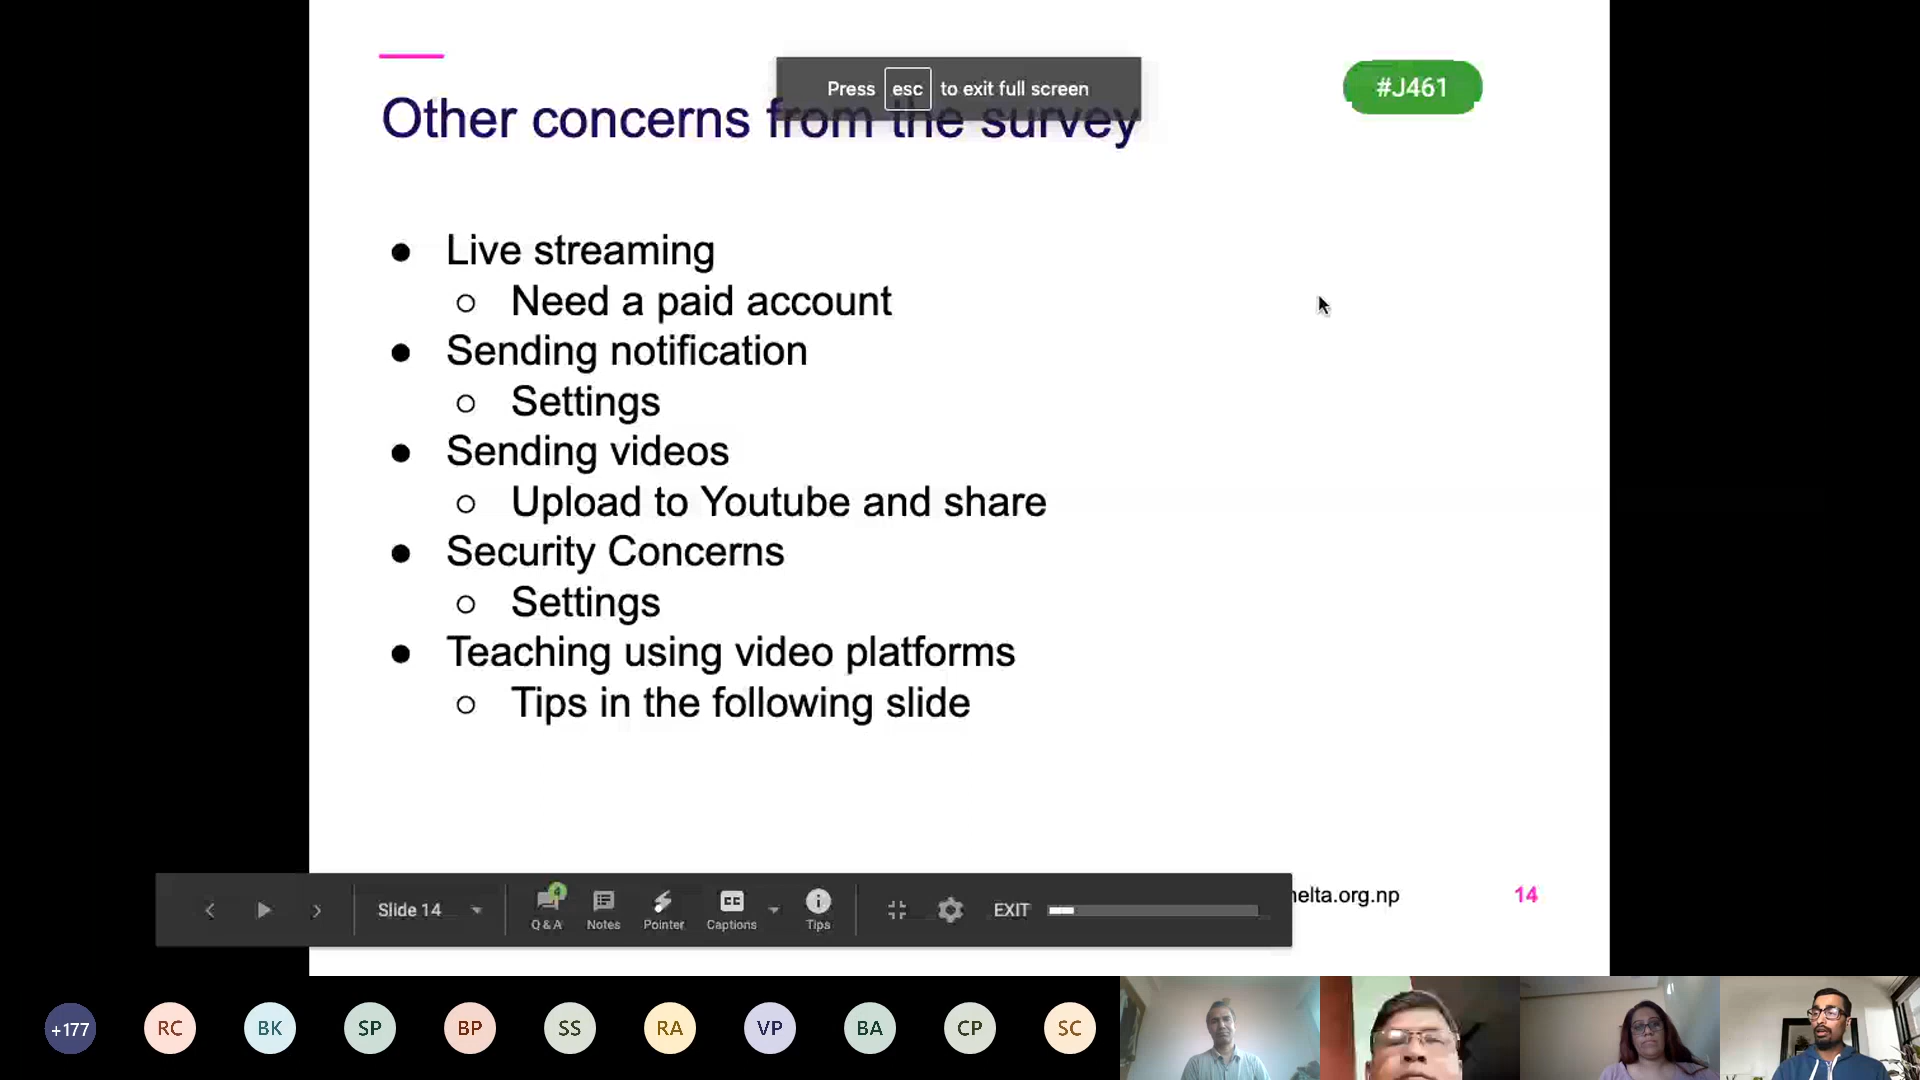 Press esc to exit full screen
#J461
Other concerns from the survey
● Live streaming
○ Need a paid account
● Sending notification
○ Settings
● Sending videos
○ Upload to Youtube and share
● Security Concerns
○ Settings
● Teaching using video platforms
○ Tips in the following slide
Slide 14
4
Q & A
Notes
CC
Captions
Tips
Pointer
EXIT
nelta.org.np
14
+177
RC
BK
SP
BP
SS
RA
VP
BA
CP
SC